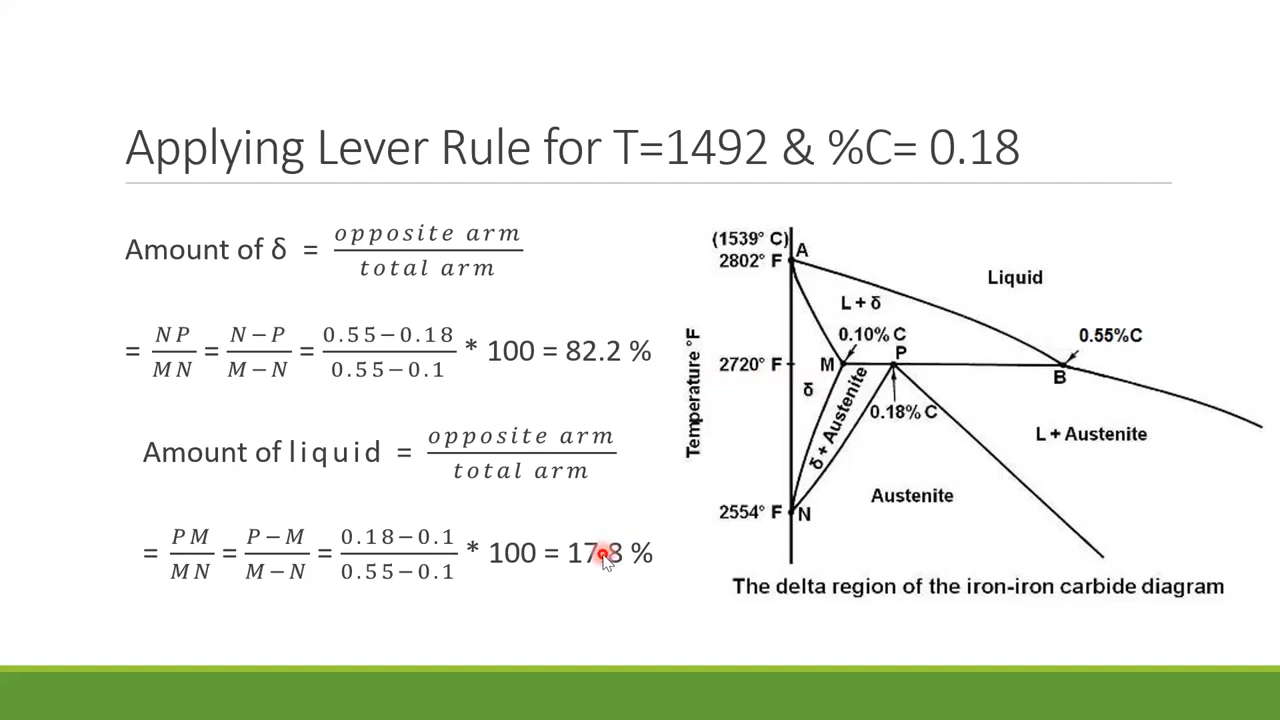 Applying Lever Rule for T=1492 & %C= 0.18
Amount of δ = opposite arm / total arm
= NP/MN = N−P/M−N = 0.55−0.18/0.55−0.1 * 100 = 82.2 %
Amount of liquid = opposite arm / total arm
= PM/MN = P−M/M−N = 0.18−0.1/0.55−0.1 * 100 = 17.8 %
(1539° C)
2802° F
A
Liquid
L + δ
0.10% C
0.55%C
P
Temperature °F
2720° F
M
B
δ
δ + Austenite
0.18% C
L + Austenite
Austenite
2554° F
N
The delta region of the iron-iron carbide diagram